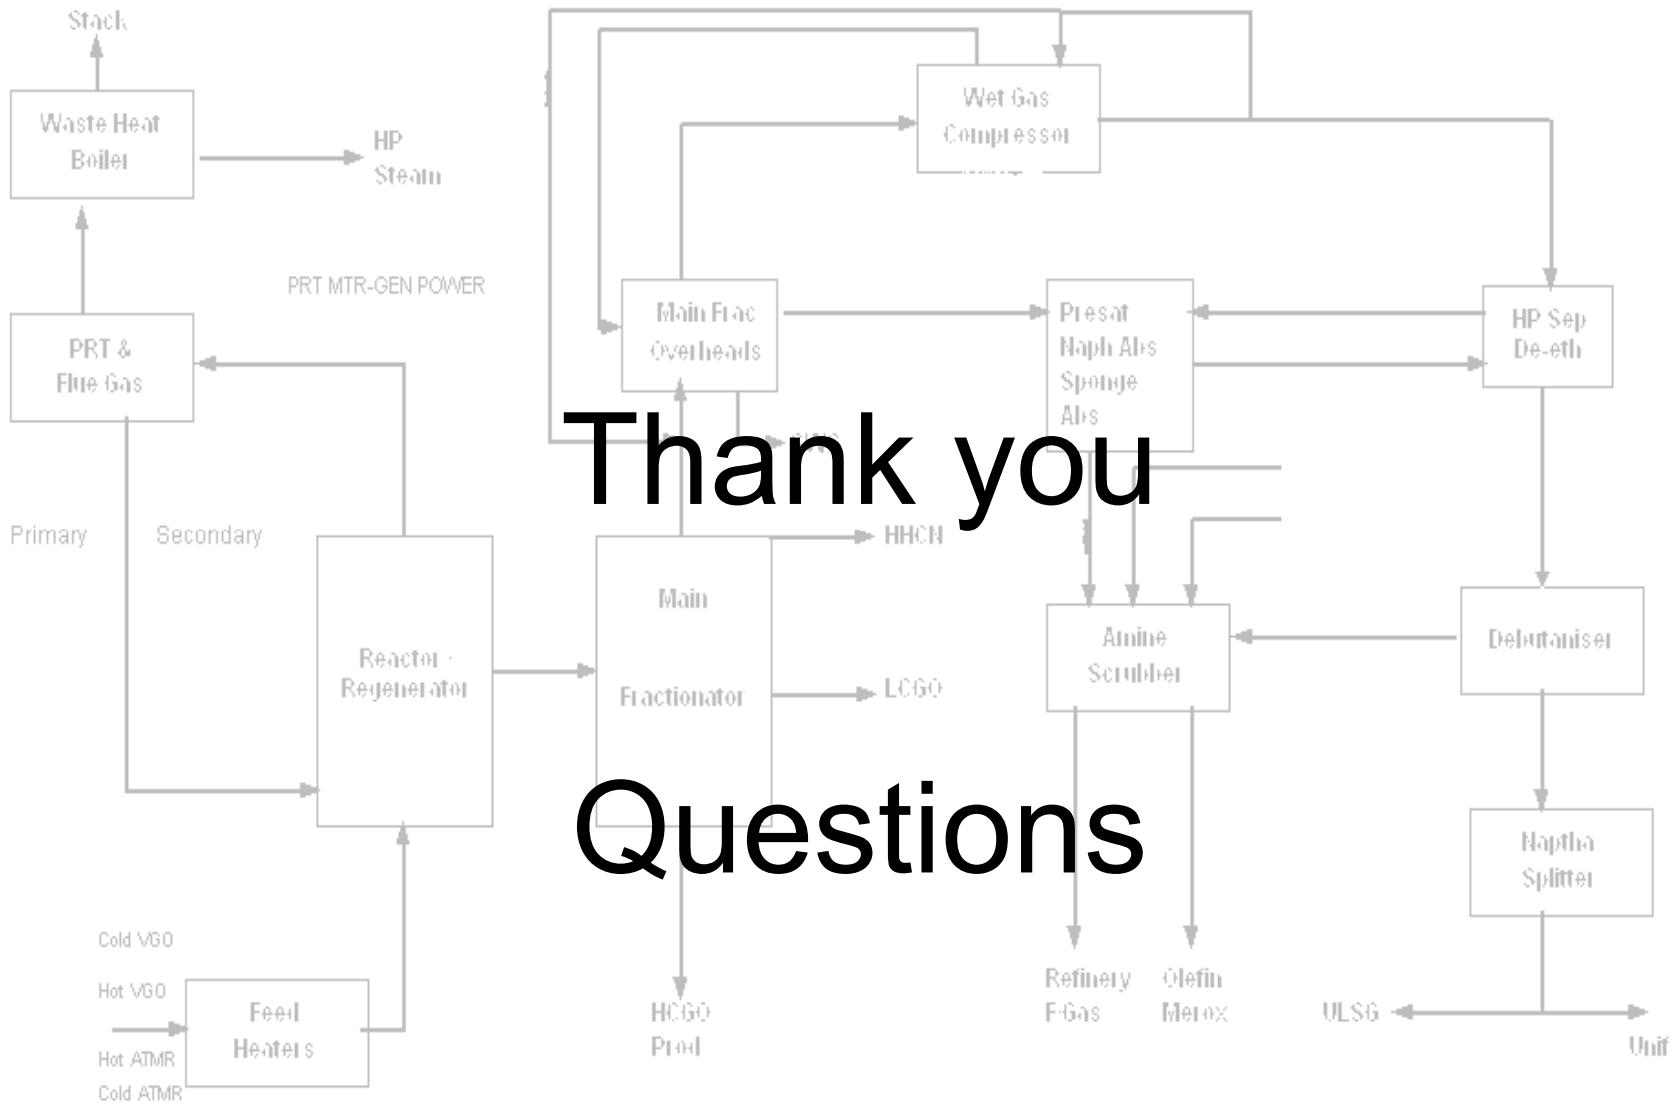 Stack
Waste Heat
Boiler
HP
Steam
PRT MTR-GEN POWER
PRT &
Flue Gas
Primary
Secondary
Reactor -
Regenerator
Cold VGO
Hot VGO
Feed
Heaters
Hot ATMR
Cold ATMR
Wet Gas
Compressor
Main Frac
Overheads
Presat
Naph Abs
Sponge
Abs
HP Sep
De-eth
Thank you
HHCN
Main
Fractionator
LCGO
Amine
Scrubber
Debutaniser
Questions
Naptha
Splitter
HCGO
Prod
Refinery
F-Gas
Olefin
Merox
ULSG
Unif